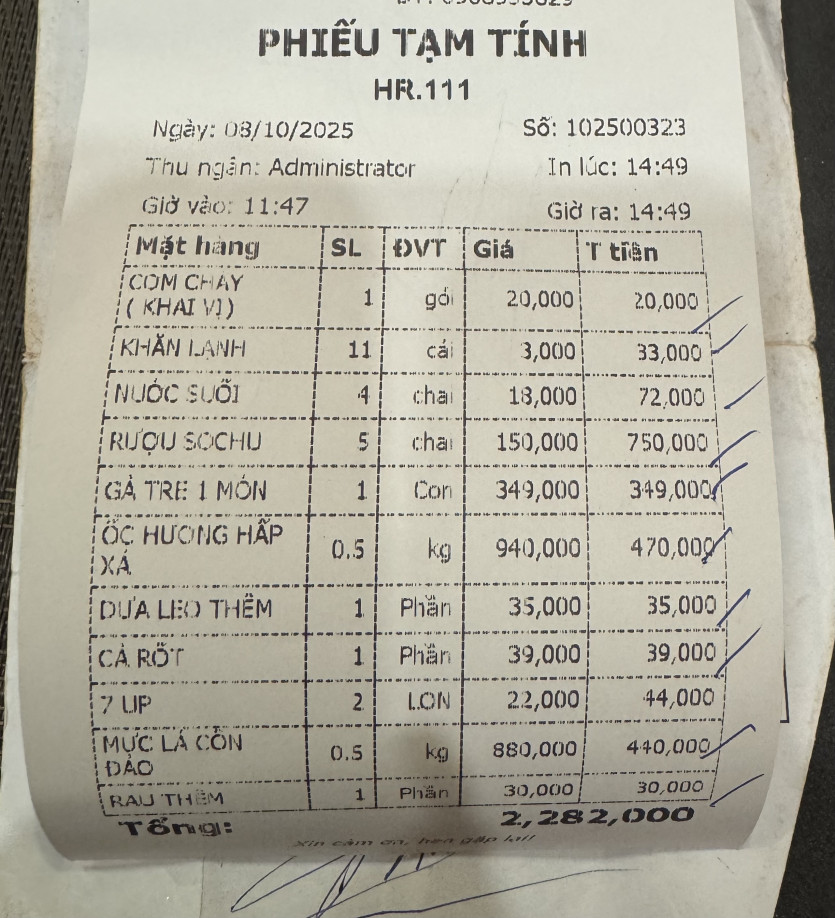 PHIẾU TẠM TÍNH
HR.111
Ngày: 08/10/2025 Số: 102500323
Thu ngân: Administrator In lúc: 14:49
Giờ vào: 11:47 Giờ ra: 14:49
Mặt hàng SL ĐVT Giá T tiền
CƠM CHAY
( KHAI VỊ ) 1 gói 20,000 20,000
KHĂN LẠNH 11 cái 3,000 33,000
NƯỚC SUỐI 4 chai 18,000 72,000
RƯỢU SOCHU 5 chai 150,000 750,000
GÀ TRE 1 MÓN 1 Con 349,000 349,000
ỐC HƯƠNG HẤP
XẢ 0.5 kg 940,000 470,000
DƯA LEO THÊM 1 Phần 35,000 35,000
CÀ RỐT 1 Phần 39,000 39,000
7 UP 2 LON 22,000 44,000
MỰC LÁ CÔN
ĐẢO 0.5 kg 880,000 440,000
RAU THÊM 1 Phần 30,000 30,000
Tổng: 2,282,000
Xin cảm ơn, hẹn gặp lại!